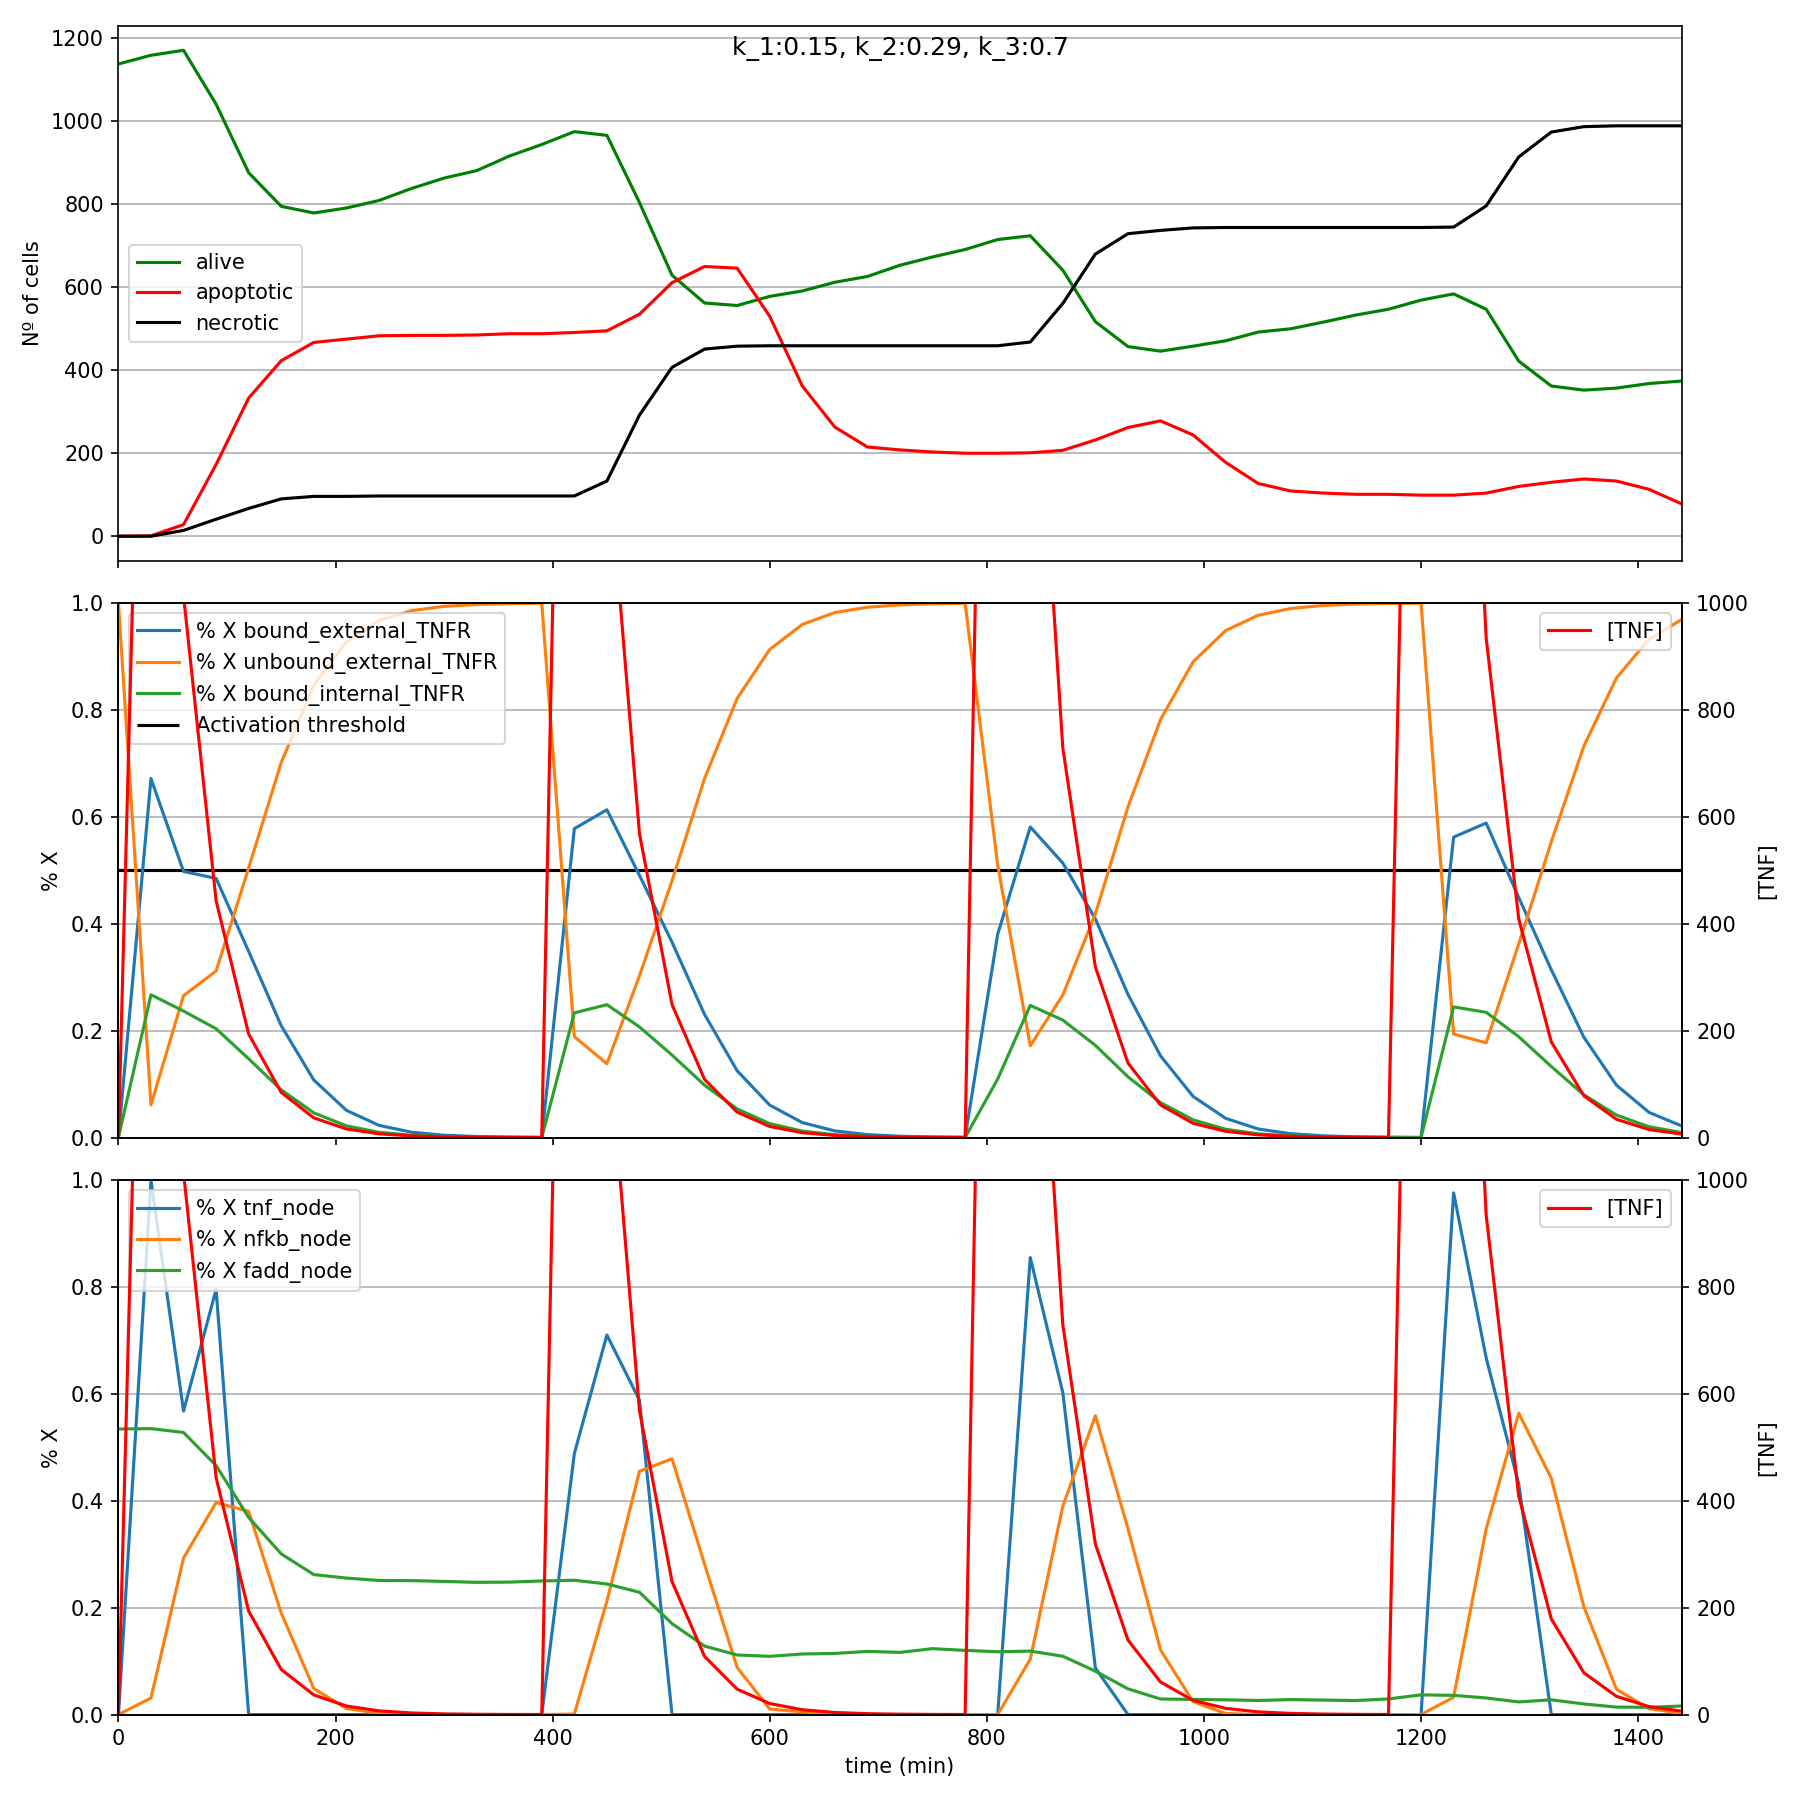 k_1:0.15, k_2:0.29, k_3:0.7
1200
1000
800
600
400
200
0
Nº of cells
alive
apoptotic
necrotic
1.0
0.8
0.6
0.4
0.2
0.0
% X
% X bound_external_TNFR
% X unbound_external_TNFR
% X bound_internal_TNFR
Activation threshold
[TNF]
1000
800
600
400
200
0
[TNF]
1.0
0.8
0.6
0.4
0.2
0.0
% X
% X tnf_node
% X nfkb_node
% X fadd_node
[TNF]
1000
800
600
400
200
0
[TNF]
0 200 400 600 800 1000 1200 1400
time (min)